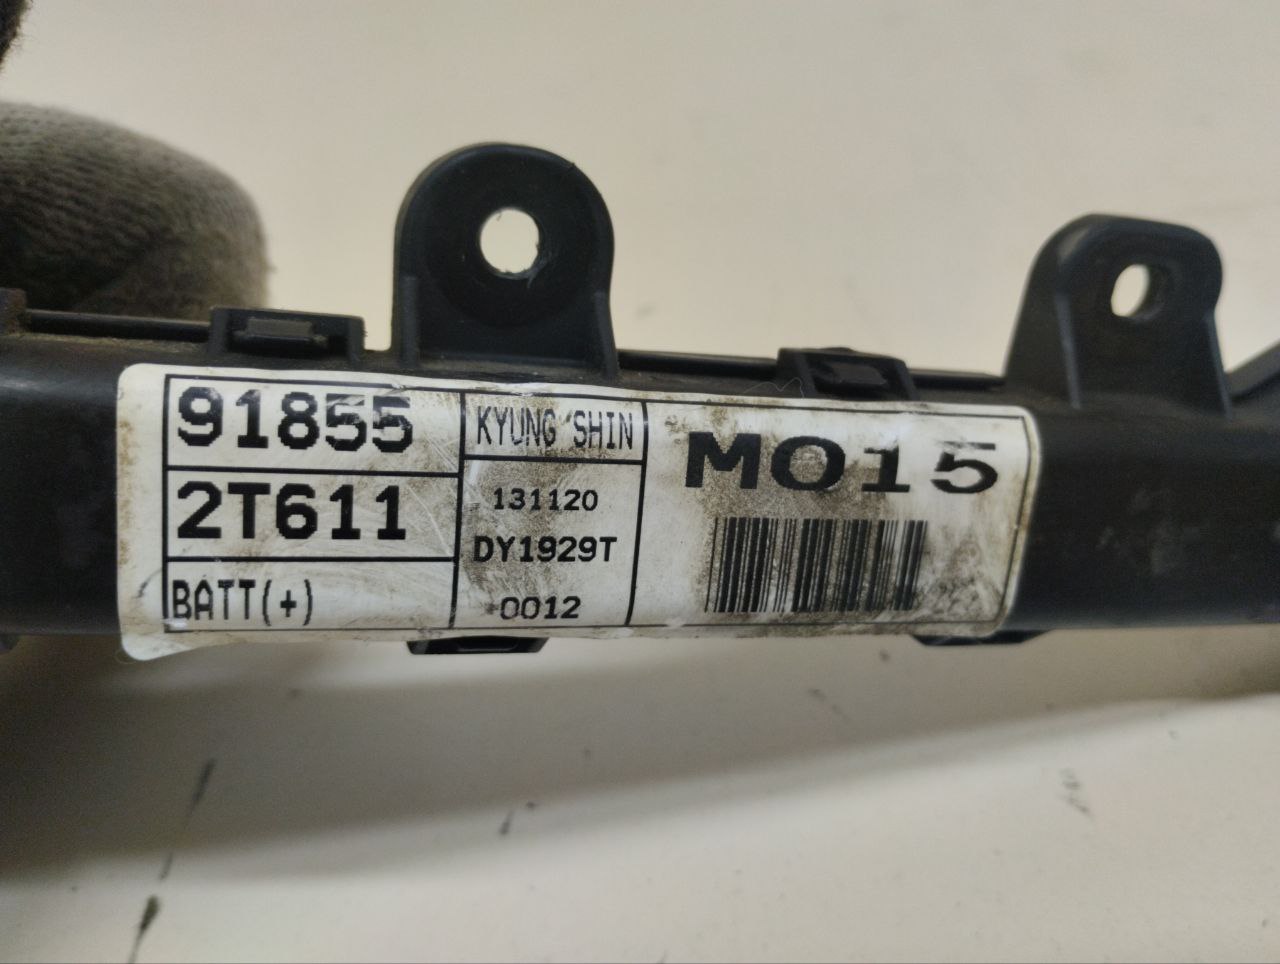 91855
2T611
BATT(+)
KYUNG SHIN
131120
DY1929T
0012
MO15